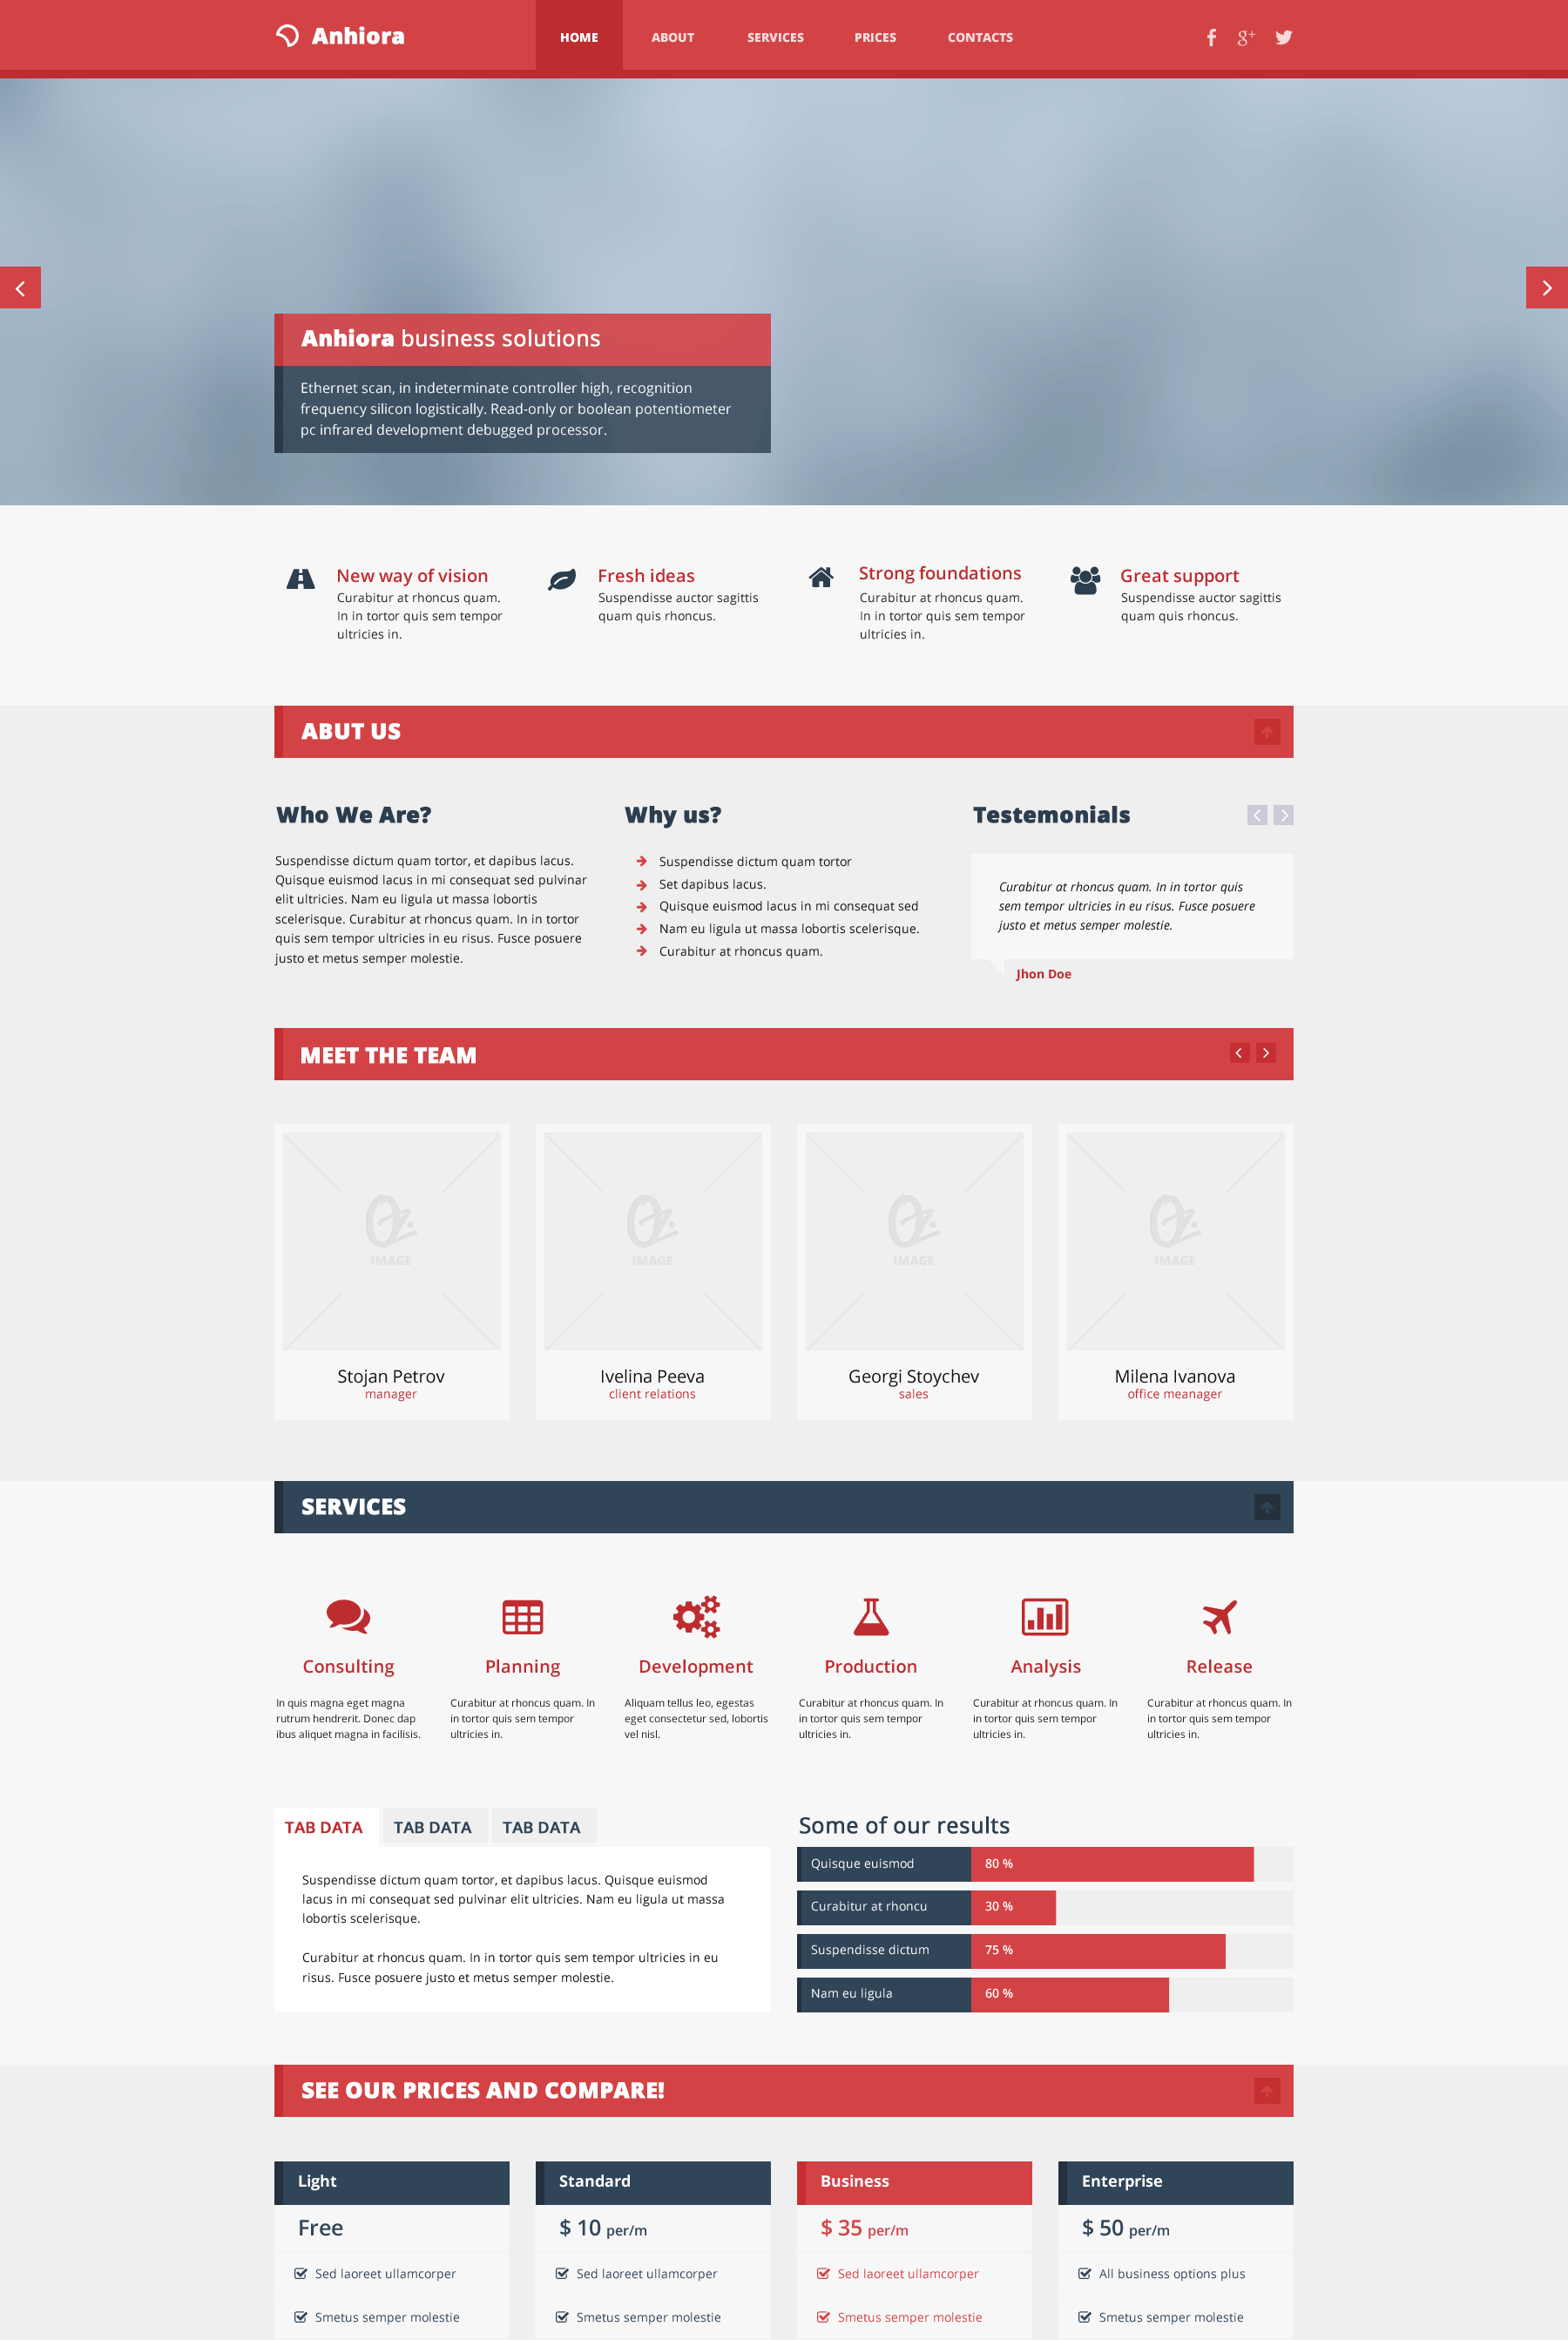 Anhiora
HOME ABOUT SERVICES PRICES CONTACTS
Anhiora business solutions
Ethernet scan, in indeterminate controller high, recognition
frequency silicon logistically. Read-only or boolean potentiometer
pc infrared development debugged processor.
New way of vision
Curabitur at rhoncus quam.
In in tortor quis sem tempor
ultricies in.
Fresh ideas
Suspendisse auctor sagittis
quam quis rhoncus.
Strong foundations
Curabitur at rhoncus quam.
In in tortor quis sem tempor
ultricies in.
Great support
Suspendisse auctor sagittis
quam quis rhoncus.
ABUT US
Who We Are?
Suspendisse dictum quam tortor, et dapibus lacus.
Quisque euismod lacus in mi consequat sed pulvinar
elit ultricies. Nam eu ligula ut massa lobortis
scelerisque. Curabitur at rhoncus quam. In in tortor
quis sem tempor ultricies in eu risus. Fusce posuere
justo et metus semper molestie.
Why us?
Suspendisse dictum quam tortor
Set dapibus lacus.
Quisque euismod lacus in mi consequat sed
Nam eu ligula ut massa lobortis scelerisque.
Curabitur at rhoncus quam.
Testemonials
Curabitur at rhoncus quam. In in tortor quis
sem tempor ultricies in eu risus. Fusce posuere
justo et metus semper molestie.
Jhon Doe
MEET THE TEAM
IMAGE
Stojan Petrov
manager
IMAGE
Ivelina Peeva
client relations
IMAGE
Georgi Stoychev
sales
IMAGE
Milena Ivanova
office meanager
SERVICES
Consulting
In quis magna eget magna
rutrum hendrerit. Donec dap
ibus aliquet magna in facilisis.
Planning
Curabitur at rhoncus quam. In
in tortor quis sem tempor
ultricies in.
Development
Aliquam tellus leo, egestas
eget consectetur sed, lobortis
vel nisl.
Production
Curabitur at rhoncus quam. In
in tortor quis sem tempor
ultricies in.
Analysis
Curabitur at rhoncus quam. In
in tortor quis sem tempor
ultricies in.
Release
Curabitur at rhoncus quam. In
in tortor quis sem tempor
ultricies in.
TAB DATA TAB DATA TAB DATA
Suspendisse dictum quam tortor, et dapibus lacus. Quisque euismod
lacus in mi consequat sed pulvinar elit ultricies. Nam eu ligula ut massa
lobortis scelerisque.
Curabitur at rhoncus quam. In in tortor quis sem tempor ultricies in eu
risus. Fusce posuere justo et metus semper molestie.
Some of our results
Quisque euismod 80 %
Curabitur at rhoncu 30 %
Suspendisse dictum 75 %
Nam eu ligula 60 %
SEE OUR PRICES AND COMPARE!
Light
Free
Sed laoreet ullamcorper
Smetus semper molestie
Standard
$ 10 per/m
Sed laoreet ullamcorper
Smetus semper molestie
Business
$ 35 per/m
Sed laoreet ullamcorper
Smetus semper molestie
Enterprise
$ 50 per/m
All business options plus
Smetus semper molestie